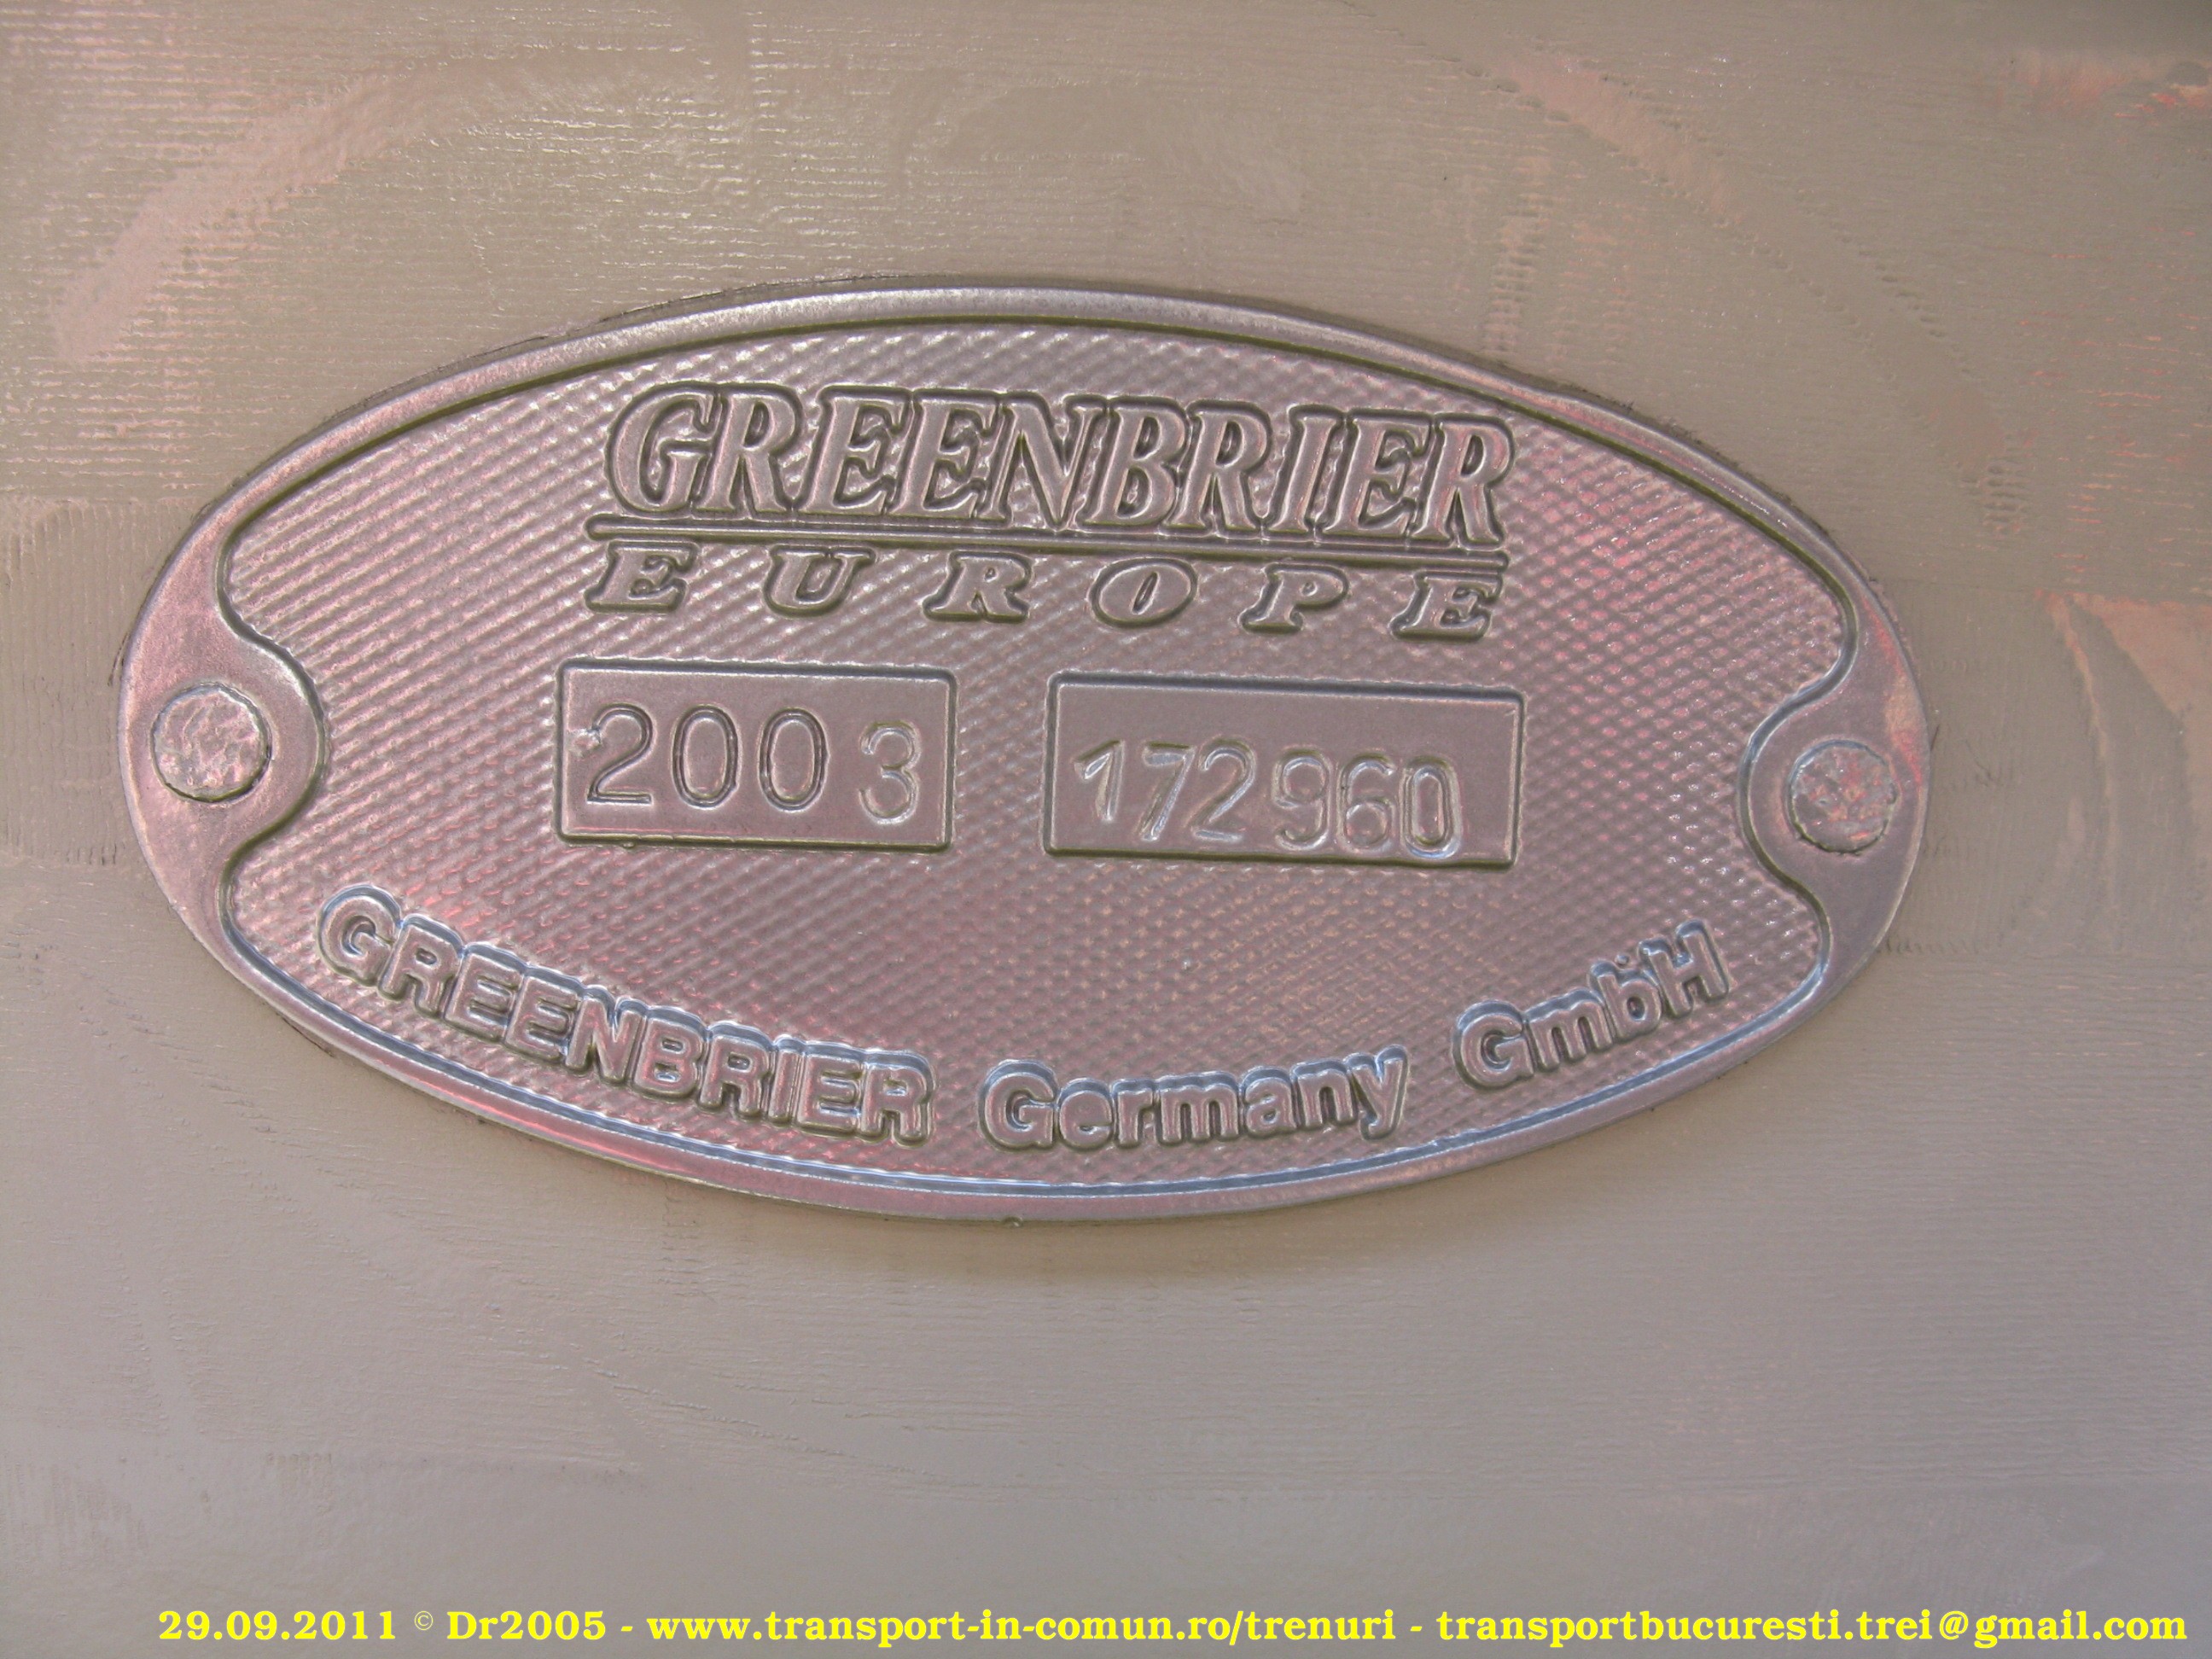 GREENBRIER
EUROPE
2003 172960
GREENBRIER Germany GmbH
29.09.2011 © Dr2005 - www.transport-in-comun.ro/trenuri - transportbucuresti.trei@gmail.com